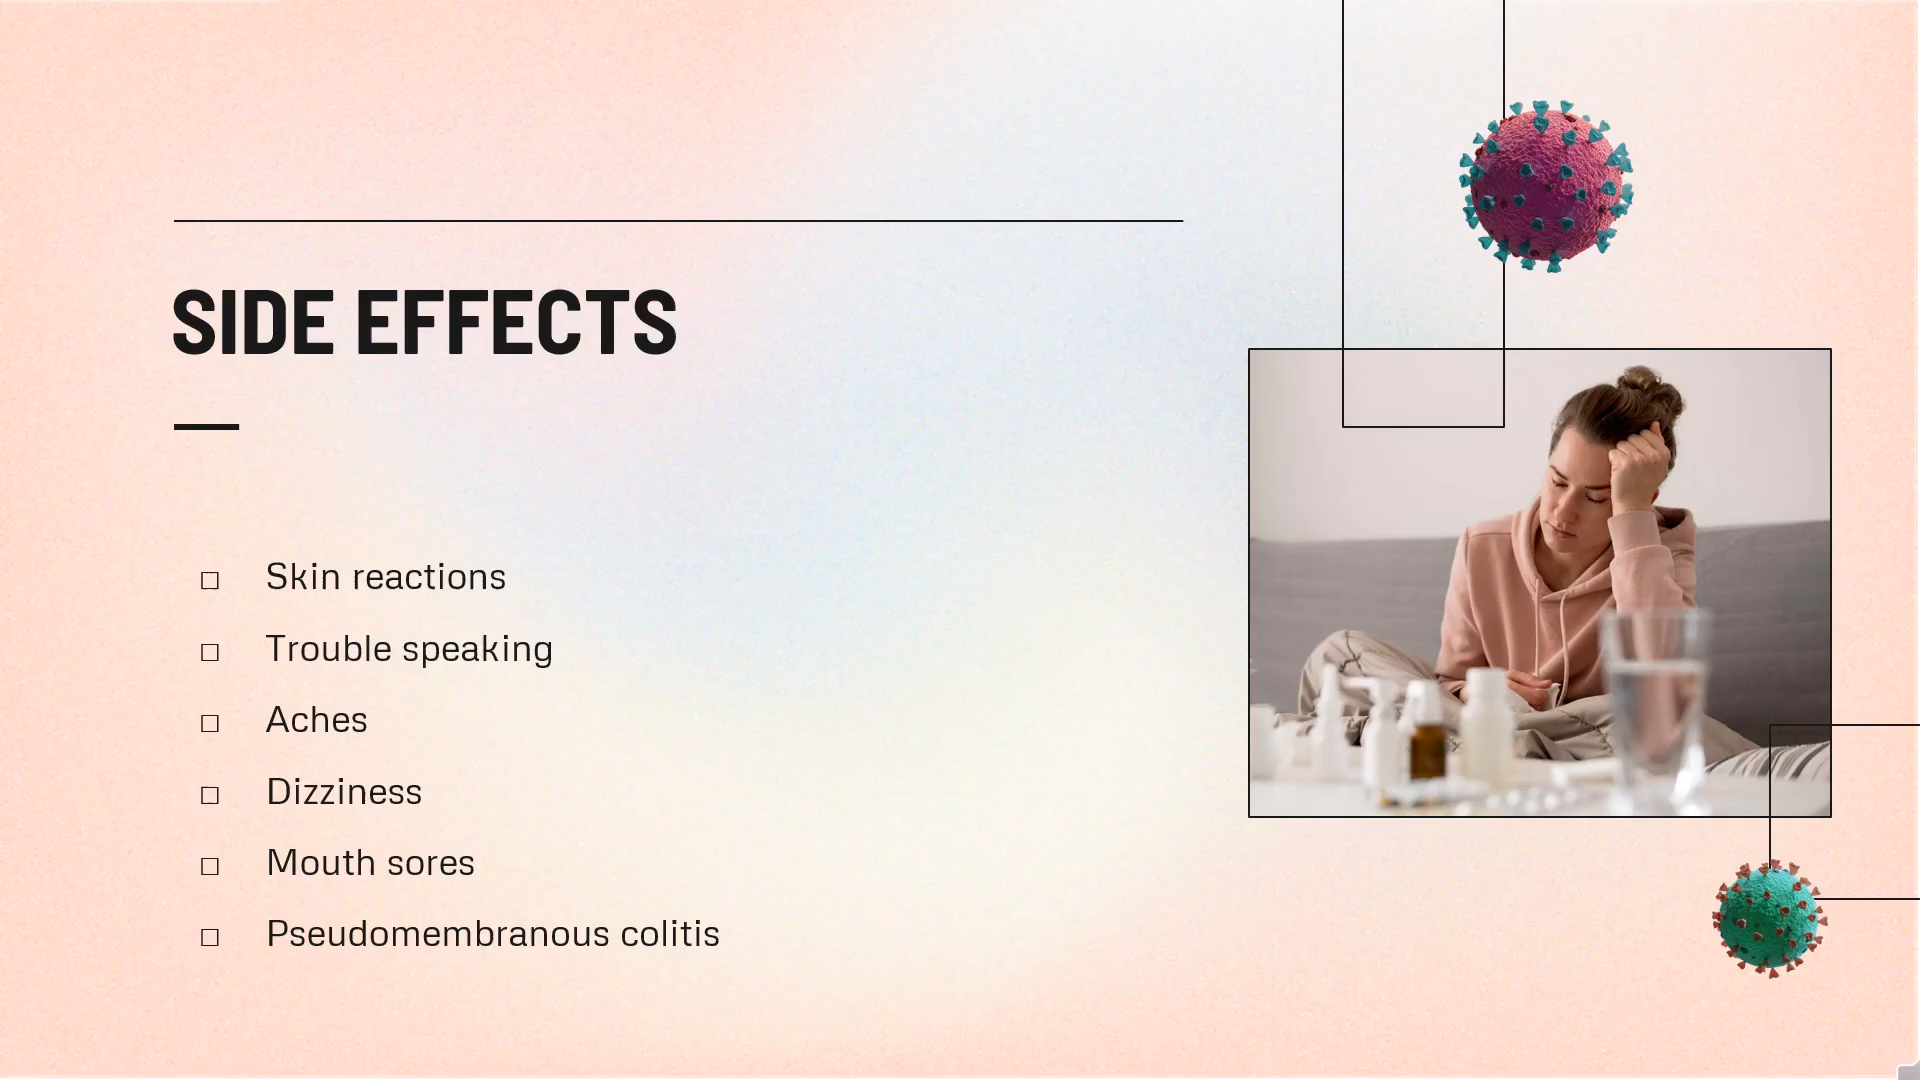 SIDE EFFECTS
Skin reactions
Trouble speaking
Aches
Dizziness
Mouth sores
Pseudomembranous colitis